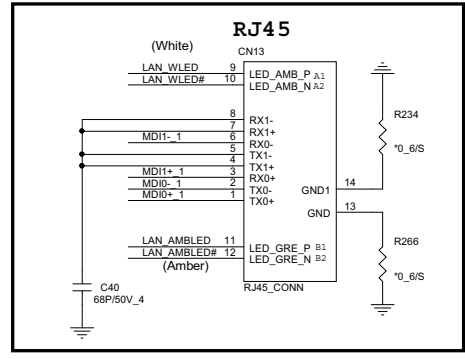 RJ45
(White)
CN13
LAN_WLED 9 LED_AMB_P A1
LAN_WLED# 10 LED_AMB_N A2
8 RX1-
7 RX1+
MDI1-_1 6 RX0-
5 TX1-
4 TX1+
MDI1+_1 3 RX0+
MDI0-_1 2 TX0-
MDI0+_1 1 TX0+
GND1 14
GND 13
R234
*0_6/S
R266
*0_6/S
LAN_AMBLED 11 LED_GRE_P B1
LAN_AMBLED# 12 LED_GRE_N B2
(Amber)
RJ45_CONN
C40
68P/50V_4